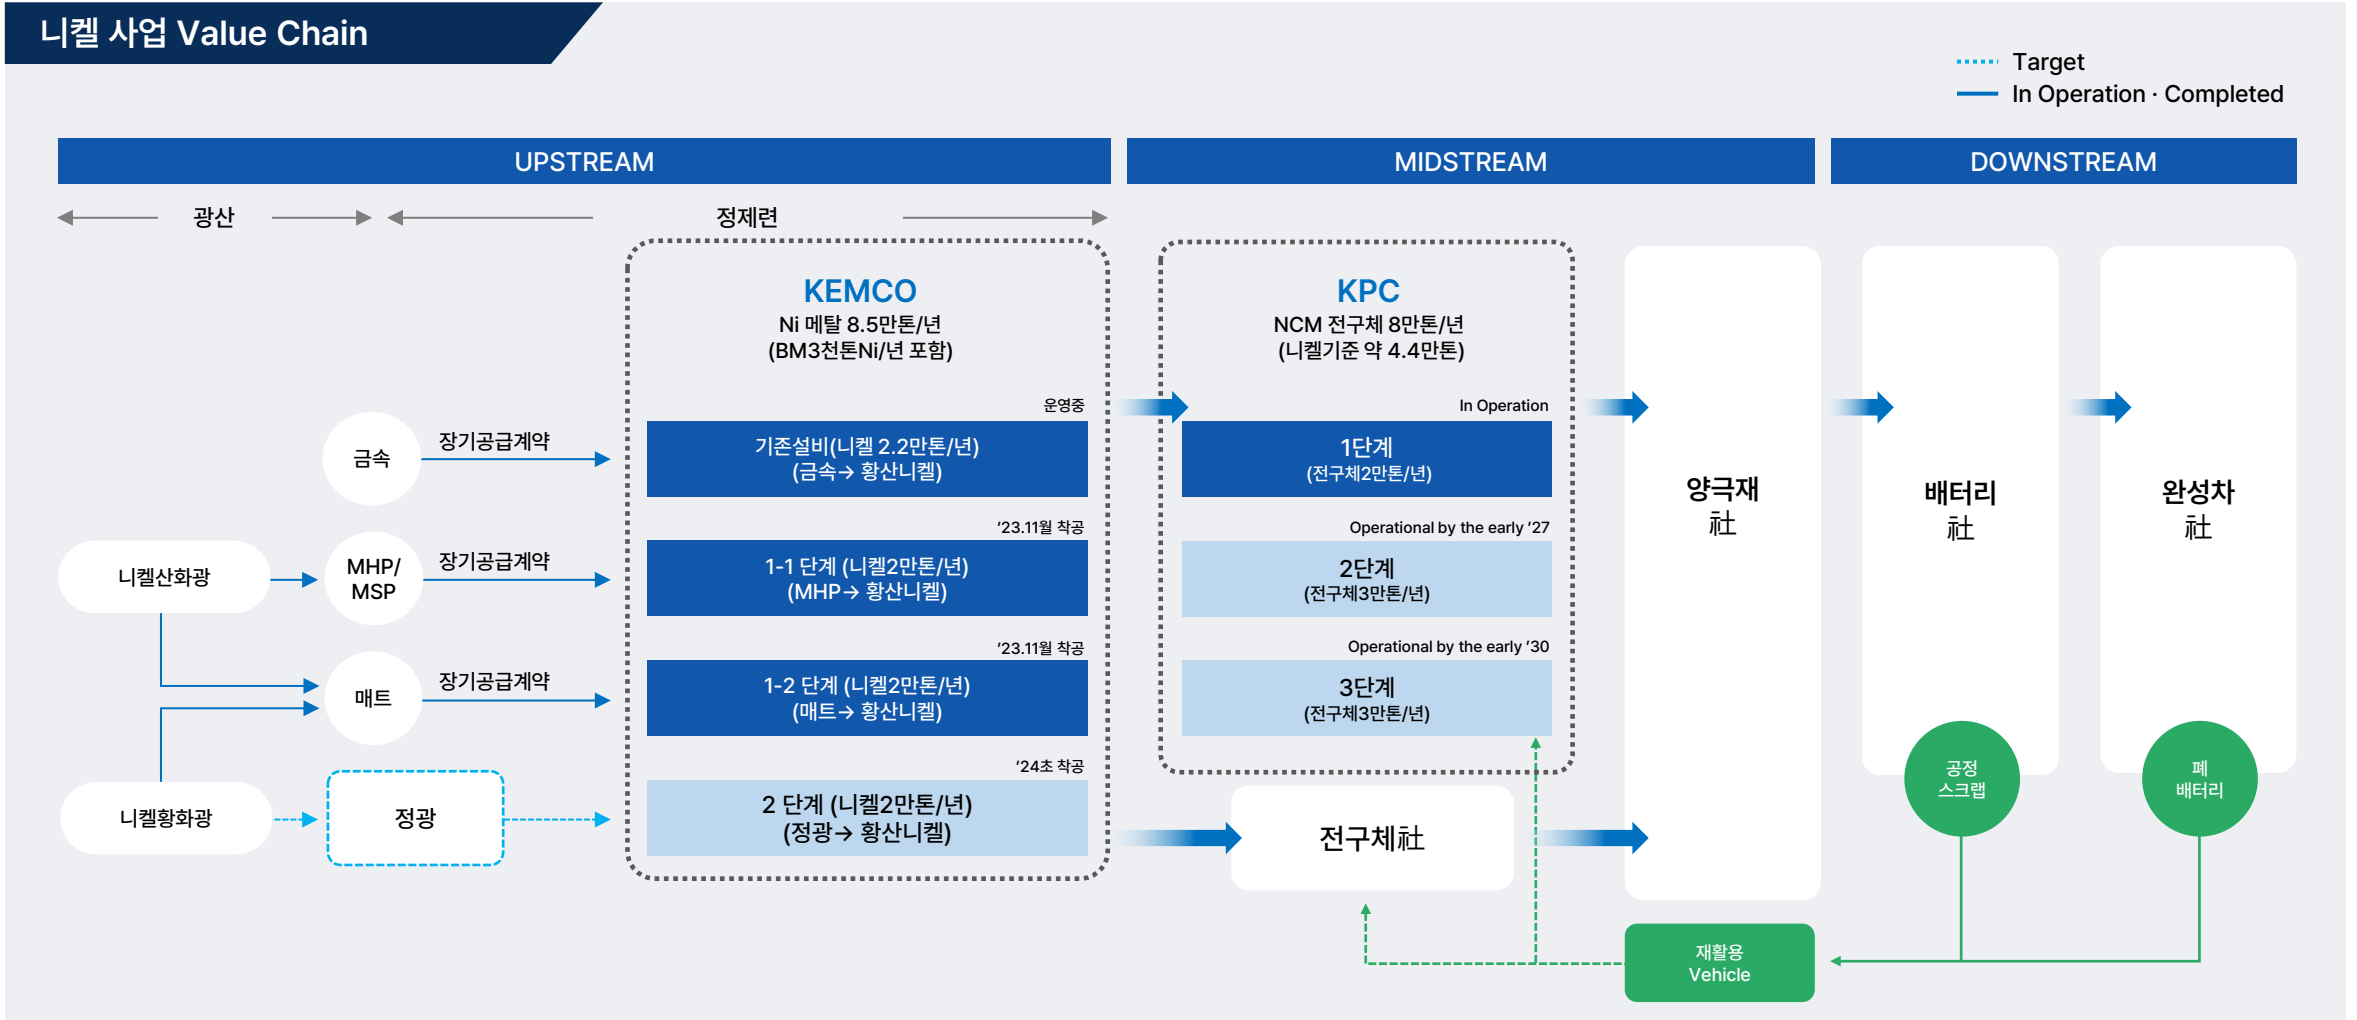 니켈 사업 Value Chain
Target
In Operation · Completed
UPSTREAM
MIDSTREAM
DOWNSTREAM
광산
정제련
KEMCO
Ni 메탈 8.5만톤/년
(BM3천톤Ni/년 포함)
KPC
NCM 전구체 8만톤/년
(니켈기준 약 4.4만톤)
금속
장기공급계약
운영중
기존설비(니켈 2.2만톤/년)
(금속→ 황산니켈)
In Operation
1단계
(전구체2만톤/년)
니켈산화광
MHP/
MSP
장기공급계약
'23.11월 착공
1-1 단계 (니켈2만톤/년)
(MHP→ 황산니켈)
Operational by the early '27
2단계
(전구체3만톤/년)
매트
장기공급계약
'23.11월 착공
1-2 단계 (니켈2만톤/년)
(매트→ 황산니켈)
Operational by the early '30
3단계
(전구체3만톤/년)
니켈황화광
정광
'24초 착공
2 단계 (니켈2만톤/년)
(정광→ 황산니켈)
전구체社
양극재
社
배터리
社
완성차
社
공정
스크랩
폐
배터리
재활용
Vehicle